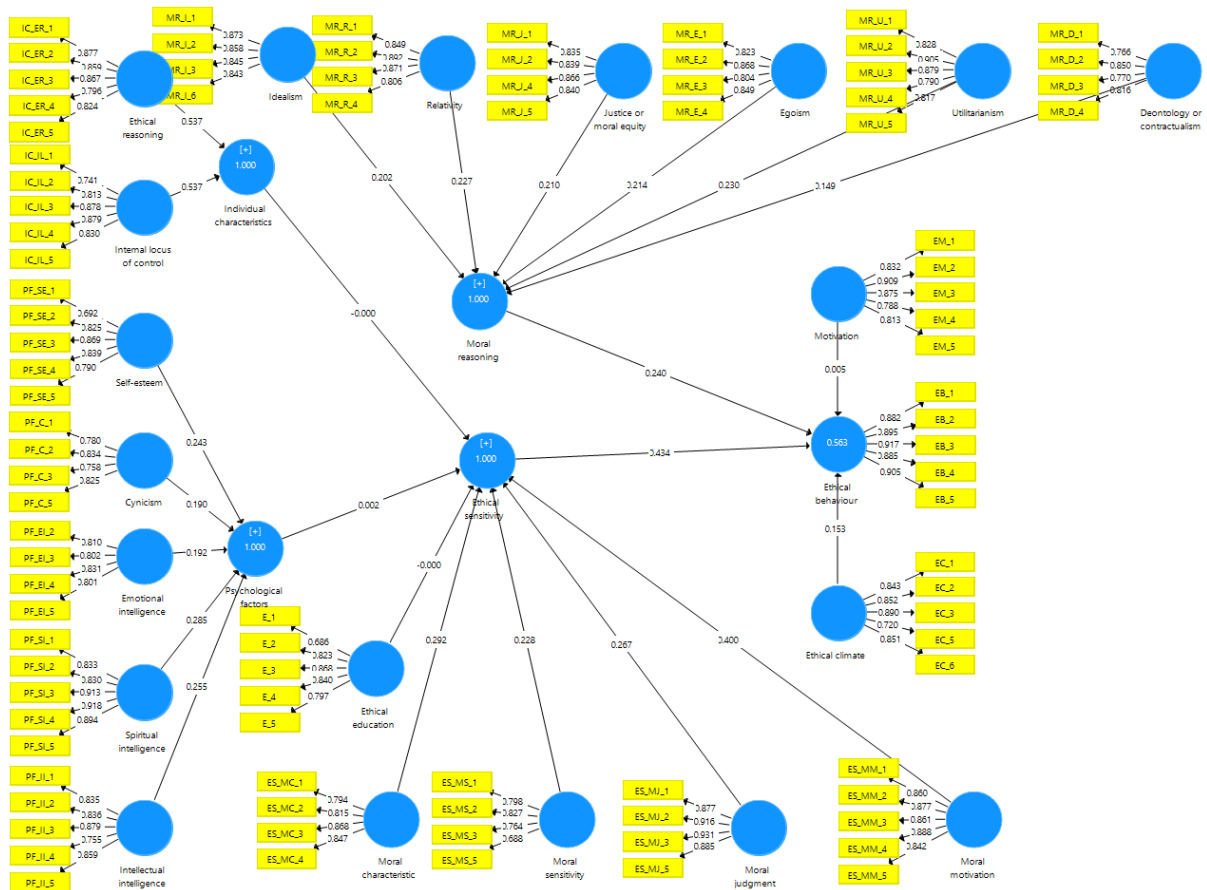 IC_ER_1
IC_ER_2
IC_ER_3
IC_ER_4
IC_ER_5
0.877
0.859
0.867
0.796
0.824
Ethical
reasoning
0.537
MR_I_1
MR_I_2
MR_I_3
MR_I_6
0.873
0.858
0.845
0.843
Idealism
0.202
MR_R_1
MR_R_2
MR_R_3
MR_R_4
0.849
0.892
0.871
0.806
Relativity
0.227
MR_J_1
MR_J_2
MR_J_4
MR_J_5
0.835
0.839
0.866
0.840
Justice or
moral equity
0.210
MR_E_1
MR_E_2
MR_E_3
MR_E_4
0.823
0.868
0.804
0.849
Egoism
0.214
MR_U_1
MR_U_2
MR_U_3
MR_U_4
MR_U_5
0.828
0.905
0.879
0.790
0.817
Utilitarianism
0.230
MR_D_1
MR_D_2
MR_D_3
MR_D_4
0.766
0.850
0.770
0.816
Deontology or
contractualism
0.149
IC_IL_1
IC_IL_2
IC_IL_3
IC_IL_4
IC_IL_5
0.741
0.813
0.878
0.879
0.830
Internal locus
of control
0.537
[+]
1.000
Individual
characteristics
-0.000
[+]
1.000
Moral
reasoning
0.240
EM_1
EM_2
EM_3
EM_4
EM_5
0.832
0.909
0.875
0.788
0.813
Motivation
0.005
PF_SE_1
PF_SE_2
PF_SE_3
PF_SE_4
PF_SE_5
0.692
0.825
0.869
0.839
0.790
Self-esteem
0.243
PF_C_1
PF_C_2
PF_C_3
PF_C_5
0.780
0.834
0.758
0.825
Cynicism
0.190
[+]
1.000
Ethical
sensitivity
0.434
EB_1
EB_2
EB_3
EB_4
EB_5
0.882
0.895
0.917
0.885
0.905
0.563
Ethical
behaviour
0.153
PF_EI_2
PF_EI_3
PF_EI_4
PF_EI_5
0.810
0.802
0.831
0.801
Emotional
intelligence
0.192
[+]
1.000
Psychological
factors
0.002
EC_1
EC_2
EC_3
EC_5
EC_6
0.843
0.852
0.890
0.720
0.851
Ethical climate
PF_SI_1
PF_SI_2
PF_SI_3
PF_SI_4
PF_SI_5
0.833
0.830
0.913
0.918
0.894
Spiritual
intelligence
0.285
E_1
E_2
E_3
E_4
E_5
0.686
0.823
0.868
0.840
0.797
Ethical
education
-0.000
PF_II_1
PF_II_2
PF_II_3
PF_II_4
PF_II_5
0.835
0.836
0.879
0.755
0.859
Intellectual
intelligence
0.255
ES_MC_1
ES_MC_2
ES_MC_3
ES_MC_4
0.794
0.815
0.868
0.847
Moral
characteristic
0.292
ES_MS_1
ES_MS_2
ES_MS_3
ES_MS_5
0.798
0.827
0.764
0.688
Moral
sensitivity
0.228
ES_MJ_1
ES_MJ_2
ES_MJ_3
ES_MJ_5
0.877
0.916
0.931
0.885
Moral
judgment
0.267
ES_MM_1
ES_MM_2
ES_MM_3
ES_MM_4
ES_MM_5
0.860
0.877
0.861
0.888
0.842
Moral
motivation
0.400